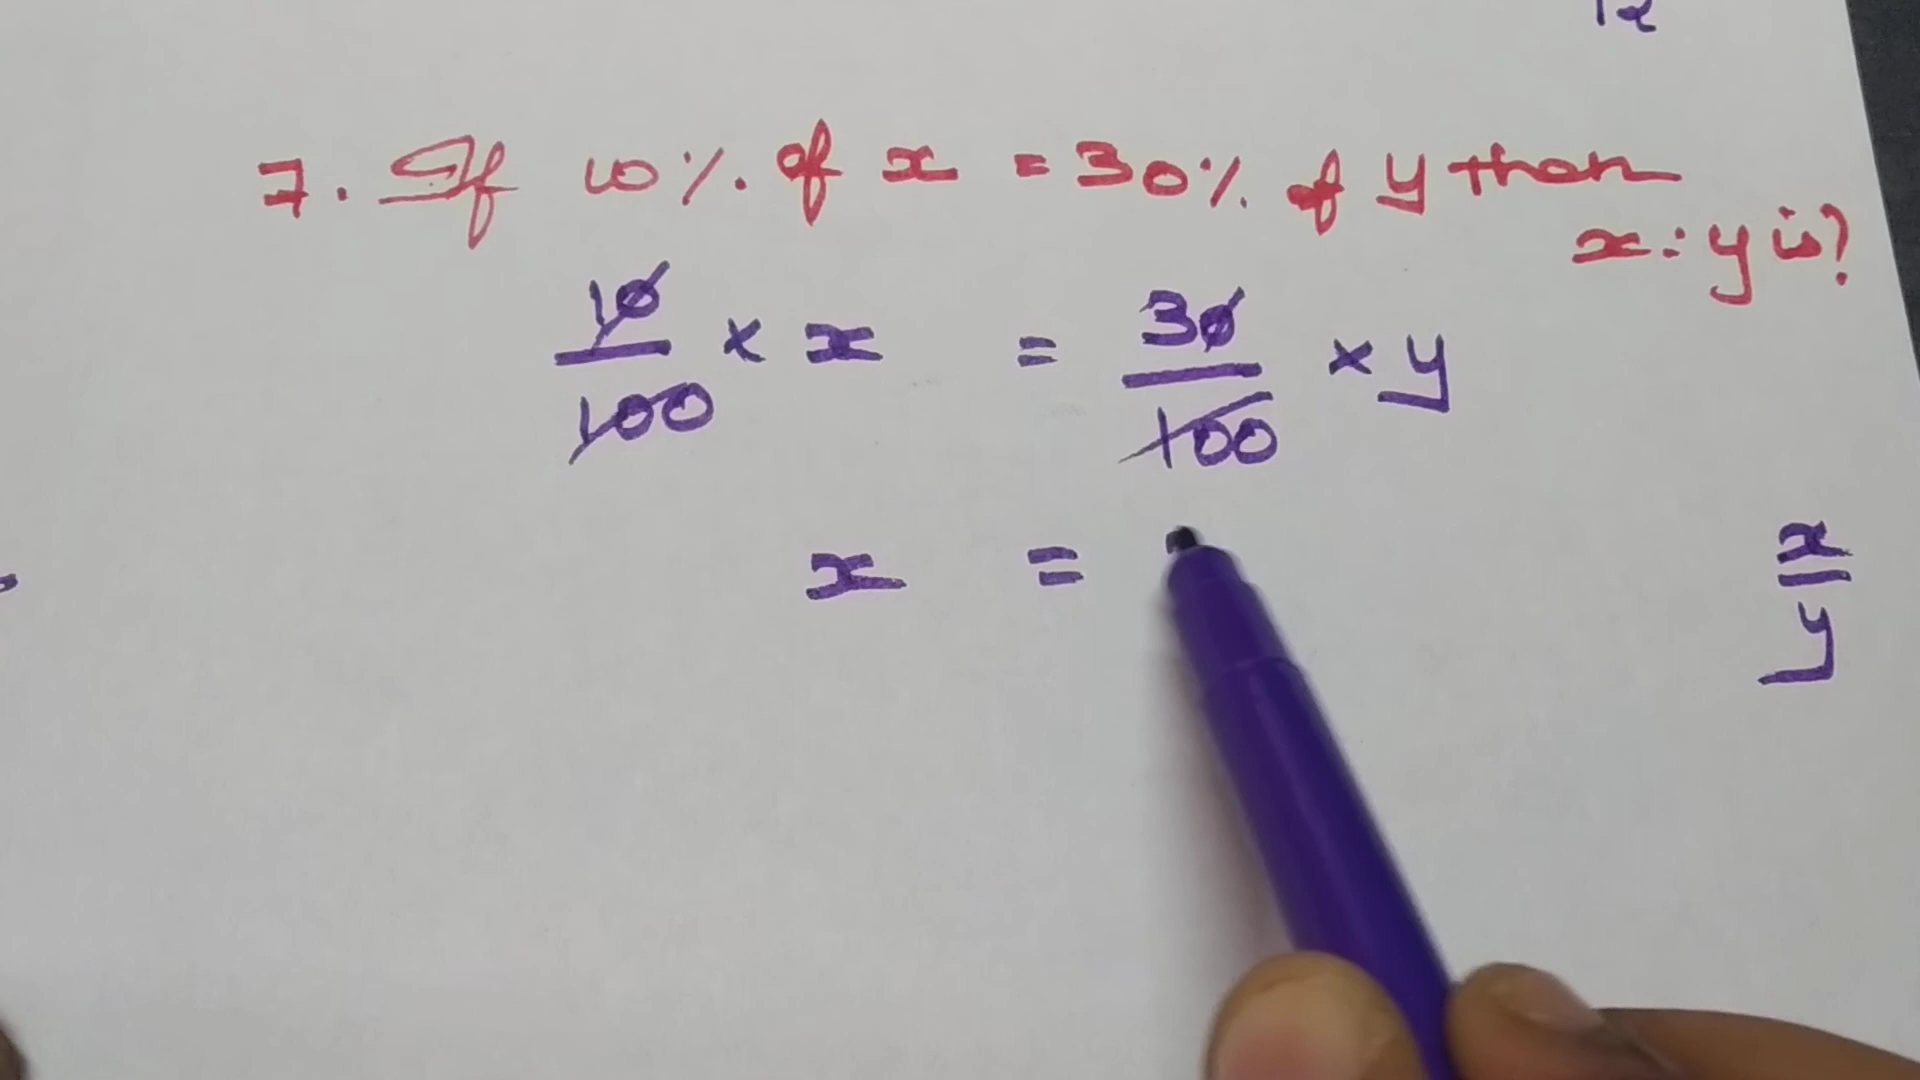 7. If 10% of x = 30% of y then
x : y is?
10/100 × x = 30/100 × y
x =
x/y